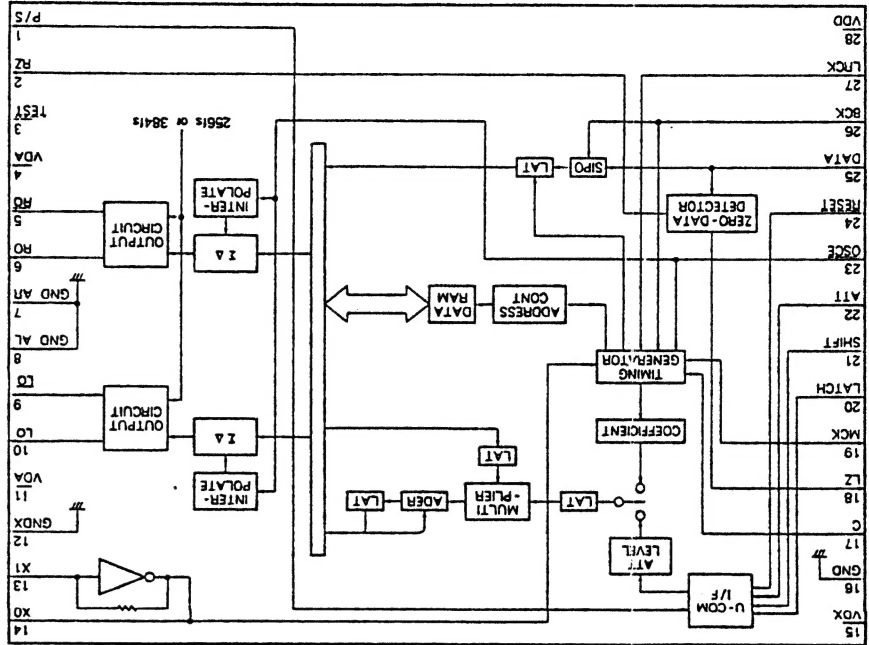 15
VDX
16
GND
17
C
18
LZ
19
MCK
20
LATCH
21
SHIFT
22
ATT
23
OSCE
24
RESET
25
DATA
26
BCK
27
LRCK
28
VDD
U-COM
I/F
ATT
LEVEL
LAT
MULTI
-PLIER
ADER
LAT
LAT
COEFFICIENT
TIMING
GENERATOR
ADDRESS
CONT
DATA
RAM
ZERO-DATA
DETECTOR
SIPO
LAT
INTER-
POLATE
Σ Δ
OUTPUT
CIRCUIT
Σ Δ
INTER-
POLATE
OUTPUT
CIRCUIT
256fs or 384fs
14
XO
13
X1
12
GNDX
11
VDA
10
LO
9
LO
8
GND AL
7
GND AR
6
RO
5
RO
4
VDA
3
TEST
2
RZ
1
P/S